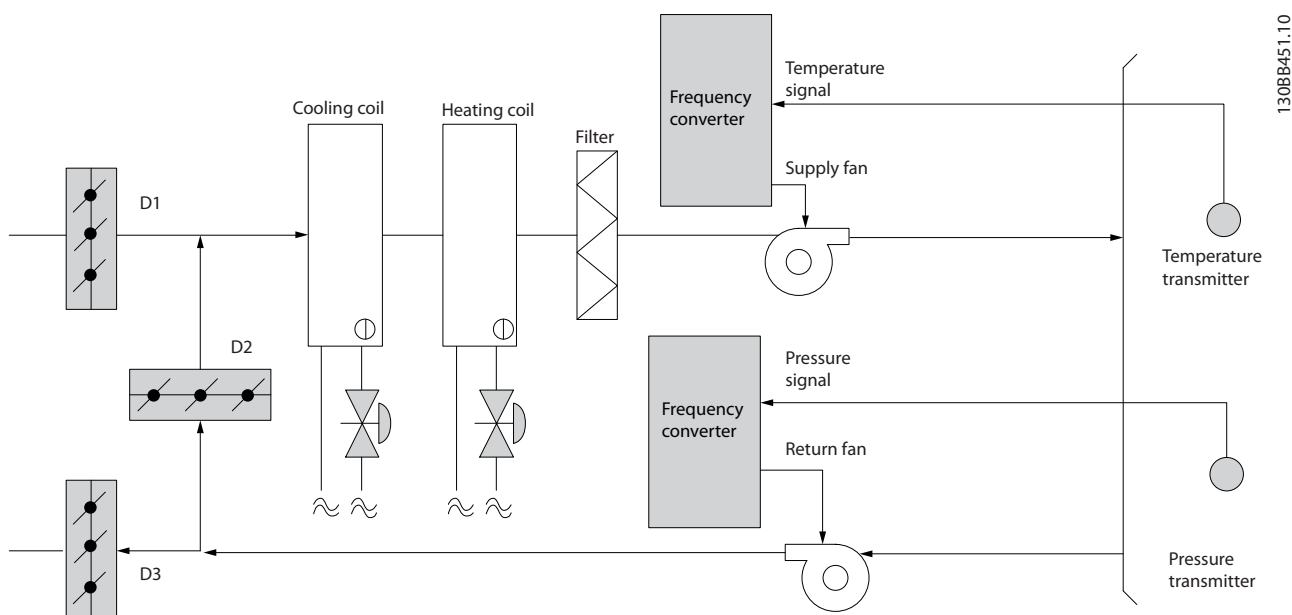 130BB451.10
Frequency
converter
Temperature
signal
Cooling coil
Heating coil
Filter
Supply fan
D1
Temperature
transmitter
D2
Pressure
signal
Frequency
converter
Return fan
D3
Pressure
transmitter